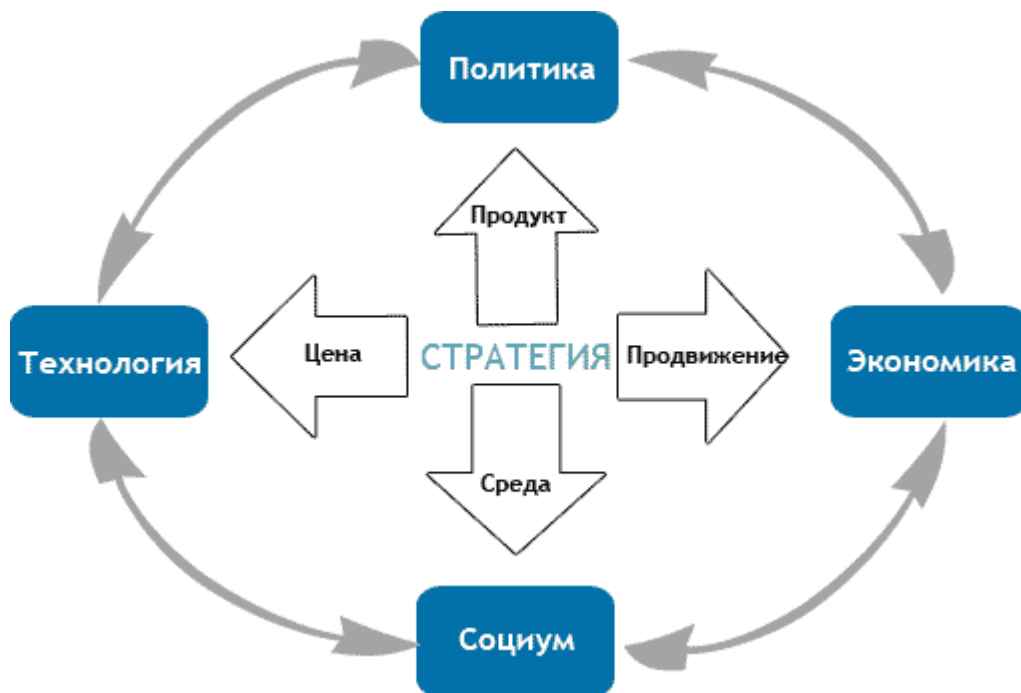 Политика
Продукт
Технология
Цена
СТРАТЕГИЯ
Продвижение
Экономика
Среда
Социум